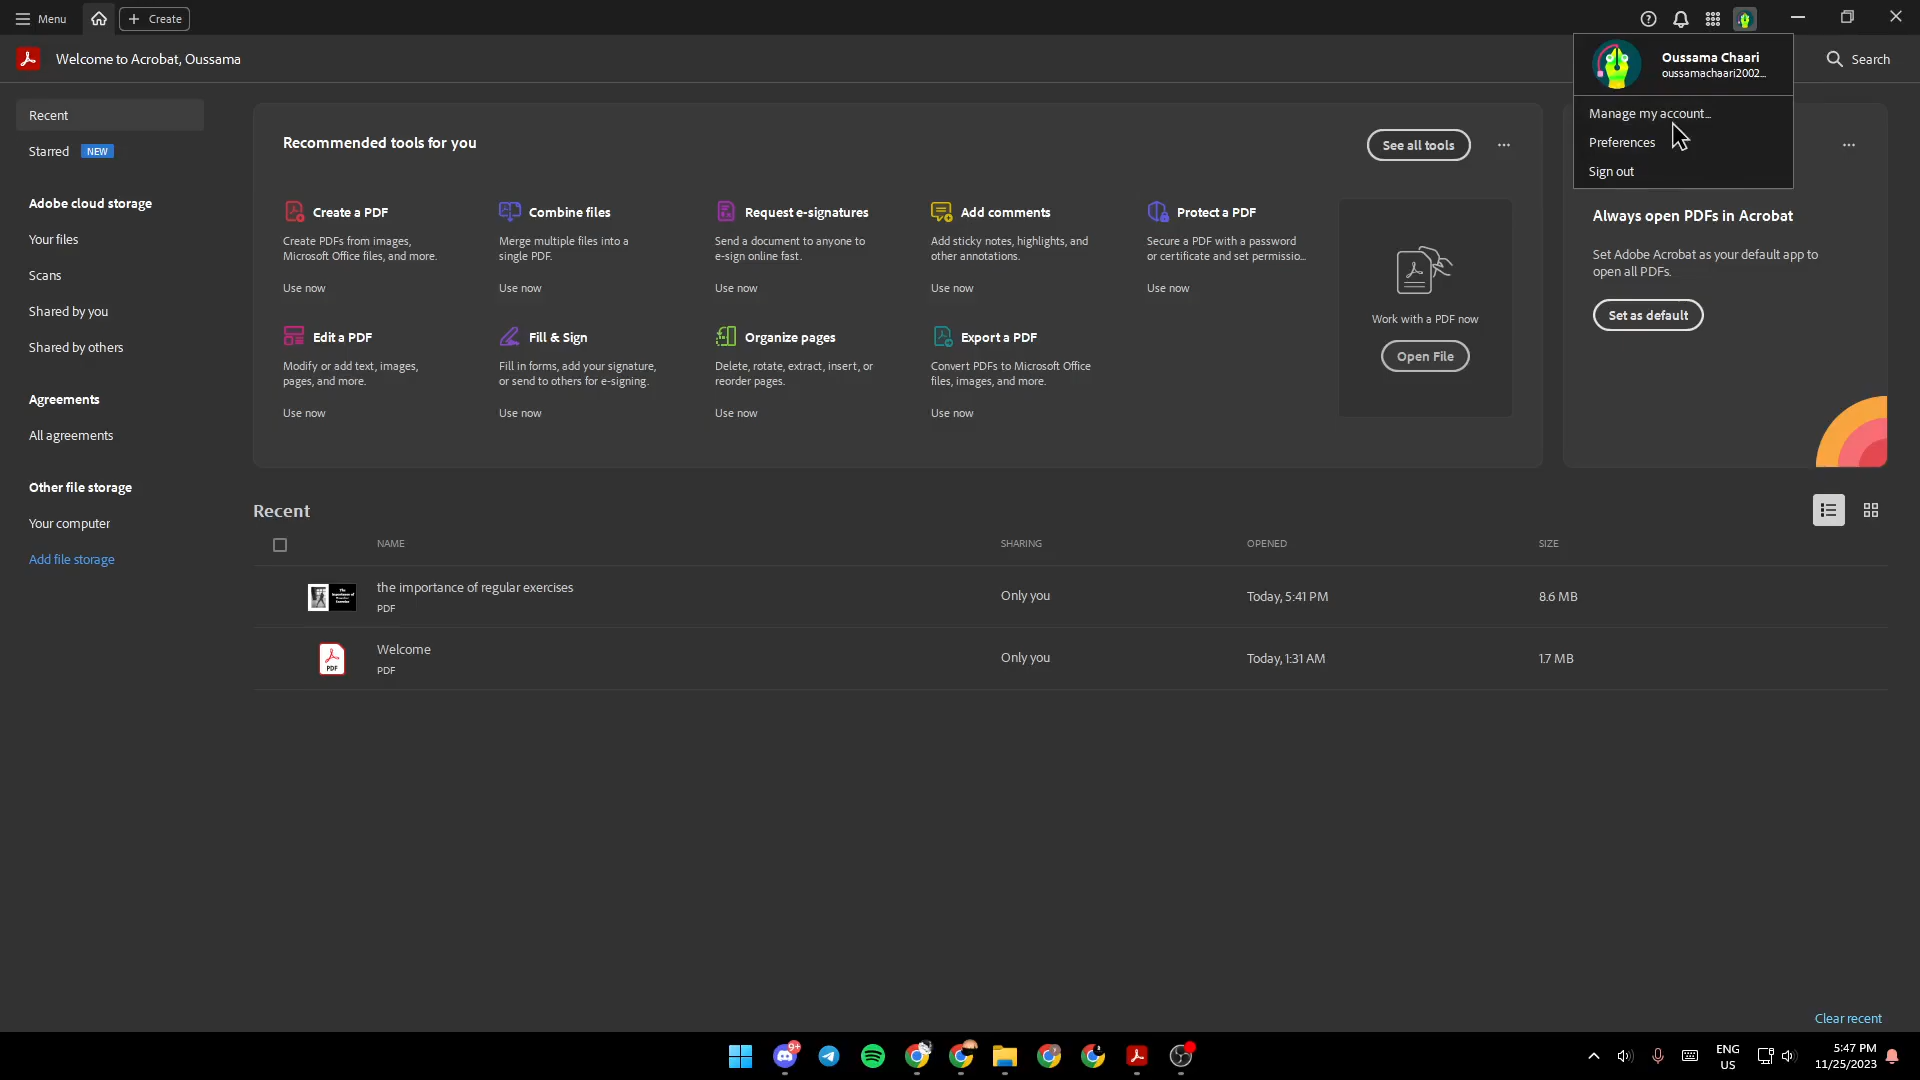 Menu
Create
Welcome to Acrobat, Oussama
Oussama Chaari
oussamachaari2002...
Search
Manage my account...
Preferences
Sign out
Recent
Starred NEW
Adobe cloud storage
Your files
Scans
Shared by you
Shared by others
Agreements
All agreements
Other file storage
Your computer
Add file storage
Recommended tools for you
See all tools
Create a PDF
Create PDFs from images,
Microsoft Office files, and more.
Use now
Combine files
Merge multiple files into a
single PDF.
Use now
Request e-signatures
Send a document to anyone to
e-sign online fast.
Use now
Add comments
Add sticky notes, highlights, and
other annotations.
Use now
Protect a PDF
Secure a PDF with a password
or certificate and set permissio...
Use now
Edit a PDF
Modify or add text, images,
pages, and more.
Use now
Fill & Sign
Fill in forms, add your signature,
or send to others for e-signing.
Use now
Organize pages
Delete, rotate, extract, insert, or
reorder pages.
Use now
Export a PDF
Convert PDFs to Microsoft Office
files, images, and more.
Use now
Work with a PDF now
Open File
Always open PDFs in Acrobat
Set Adobe Acrobat as your default app to
open all PDFs.
Set as default
Recent
NAME SHARING OPENED SIZE
the importance of regular exercises
PDF
Only you Today, 5:41 PM 8.6 MB
Welcome
PDF
Only you Today, 1:31 AM 1.7 MB
PDF
Clear recent
9+
ENG
US
5:47 PM
11/25/2023